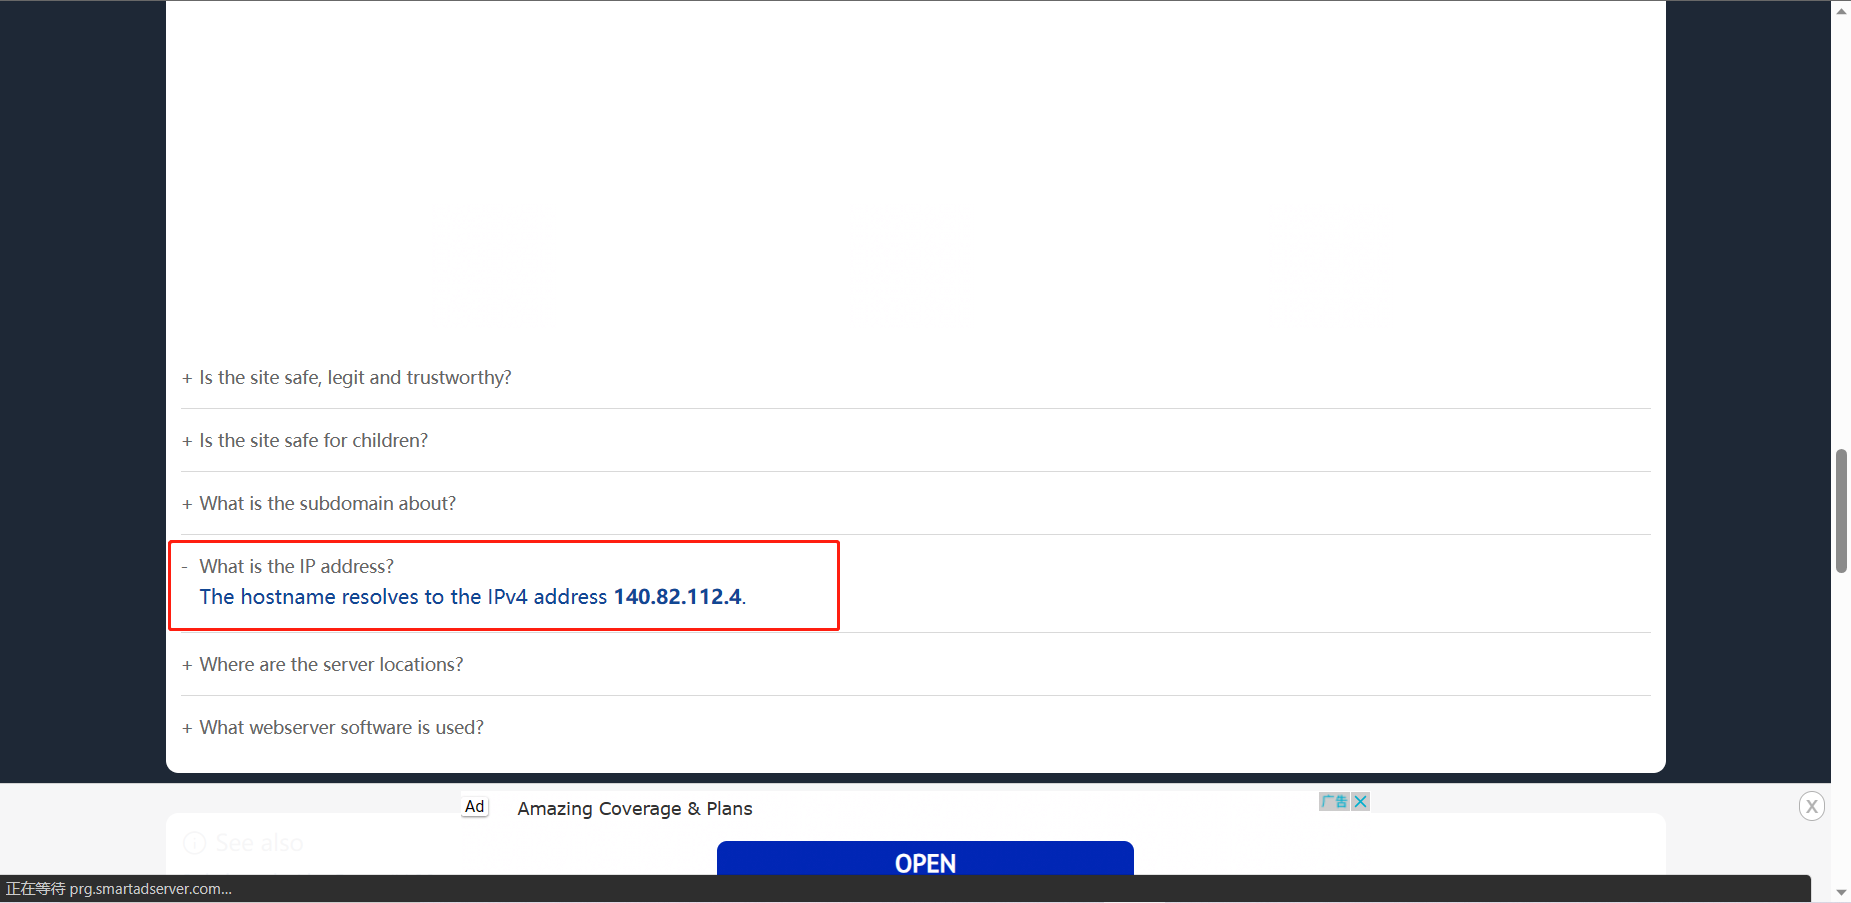 + Is the site safe, legit and trustworthy?
+ Is the site safe for children?
+ What is the subdomain about?
- What is the IP address?
The hostname resolves to the IPv4 address 140.82.112.4.
+ Where are the server locations?
+ What webserver software is used?
Ad
Amazing Coverage & Plans
广告
X
See also
OPEN
正在等待 prg.smartadserver.com...